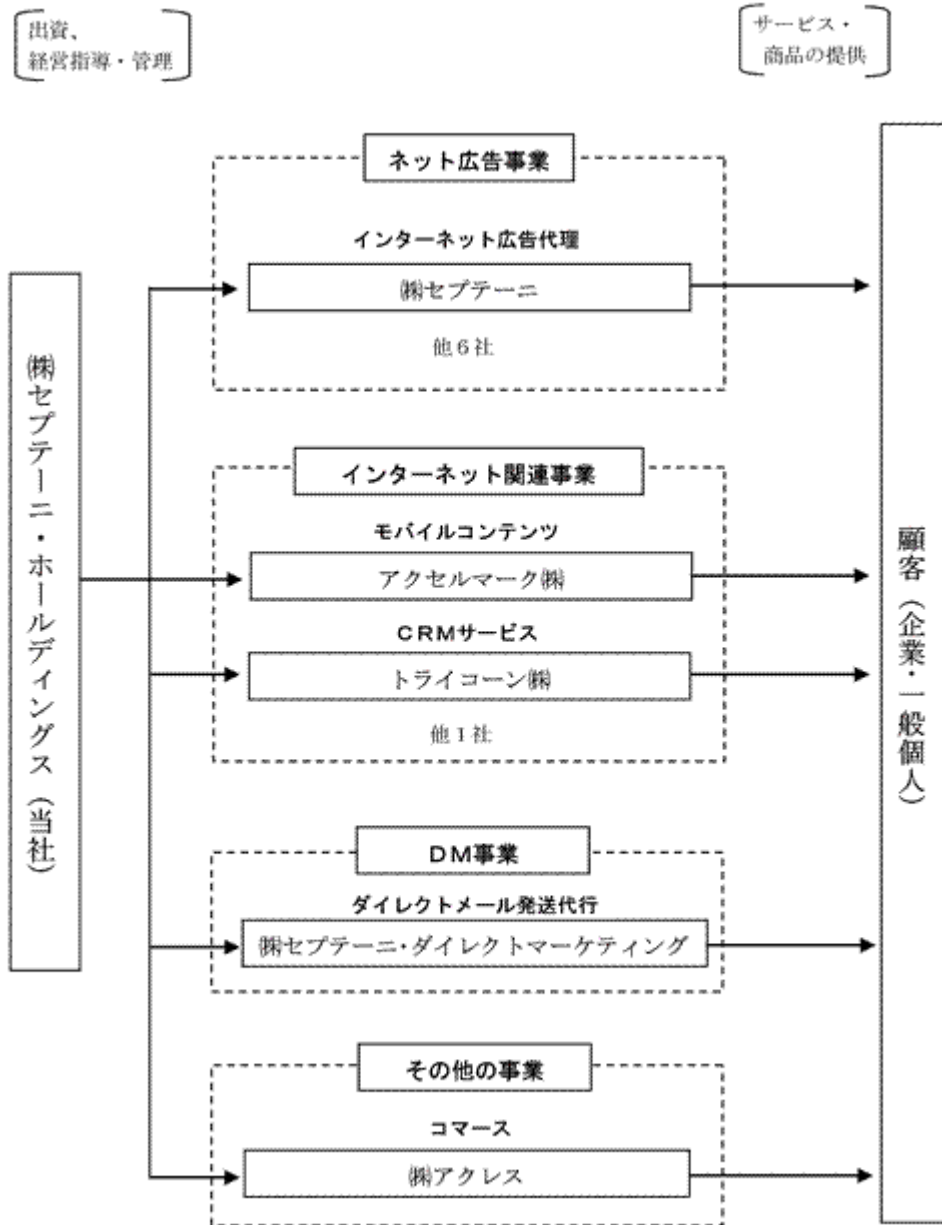 出資、
経営指導・管理
サービス・
商品の提供
ネット広告事業
インターネット広告代理
㈱セプテーニ
他6社
㈱セプテーニ・ホールディングス（当社）
インターネット関連事業
モバイルコンテンツ
アクセルマーク㈱
CRMサービス
トライコーン㈱
他1社
DM事業
ダイレクトメール発送代行
㈱セプテーニ・ダイレクトマーケティング
その他の事業
コマース
㈱アクレス
顧客（企業・一般個人）